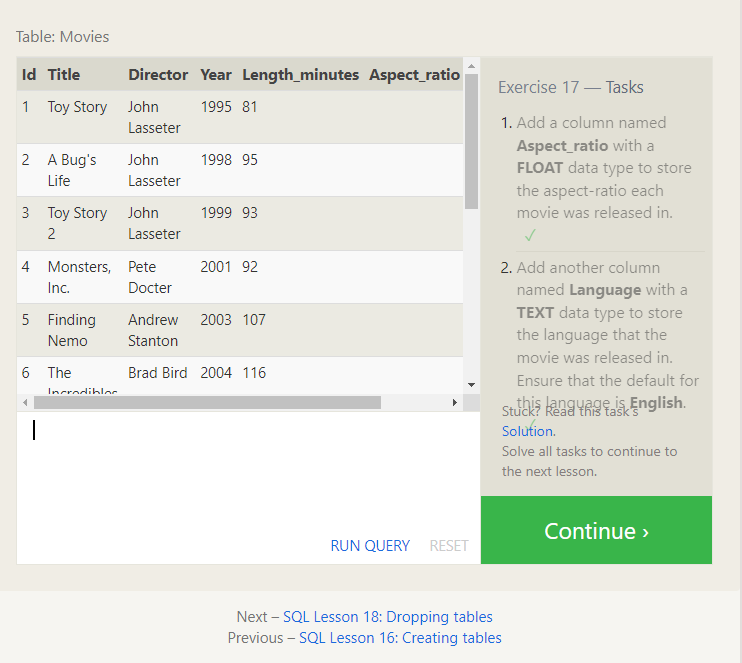 Table: Movies
Id Title Director Year Length_minutes Aspect_ratio
1 Toy Story John 1995 81
Lasseter
2 A Bug's John 1998 95
Life Lasseter
3 Toy Story John 1999 93
2 Lasseter
4 Monsters, Pete 2001 92
Inc. Docter
5 Finding Andrew 2003 107
Nemo Stanton
6 The Brad Bird 2004 116
Incredibles
RUN QUERY RESET
Exercise 17 — Tasks
1. Add a column named
Aspect_ratio with a
FLOAT data type to store
the aspect-ratio each
movie was released in.
✓
2. Add another column
named Language with a
TEXT data type to store
the language that the
movie was released in.
Ensure that the default for
this language is English.
✓
Stuck? Read this task's
Solution.
Solve all tasks to continue to
the next lesson.
Continue ›
Next – SQL Lesson 18: Dropping tables
Previous – SQL Lesson 16: Creating tables